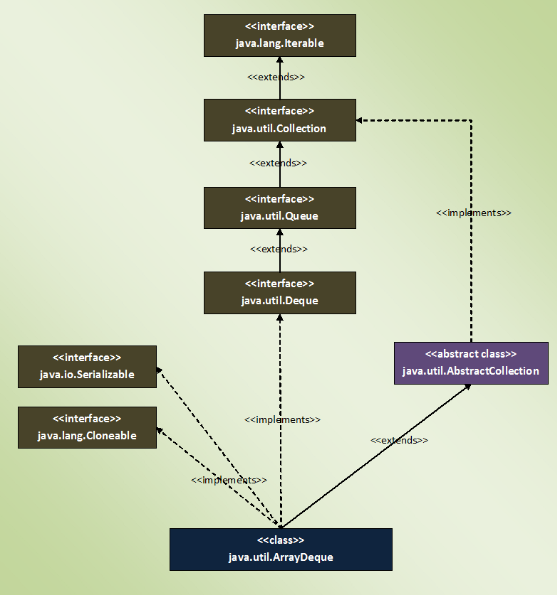 <<interface>>
java.lang.Iterable
<<extends>>
<<interface>>
java.util.Collection
<<extends>>
<<interface>>
java.util.Queue
<<implements>>
<<extends>>
<<interface>>
java.util.Deque
<<interface>>
java.io.Serializable
<<abstract class>>
java.util.AbstractCollection
<<interface>>
java.lang.Cloneable
<<implements>>
<<extends>>
<<implements>>
<<class>>
java.util.ArrayDeque